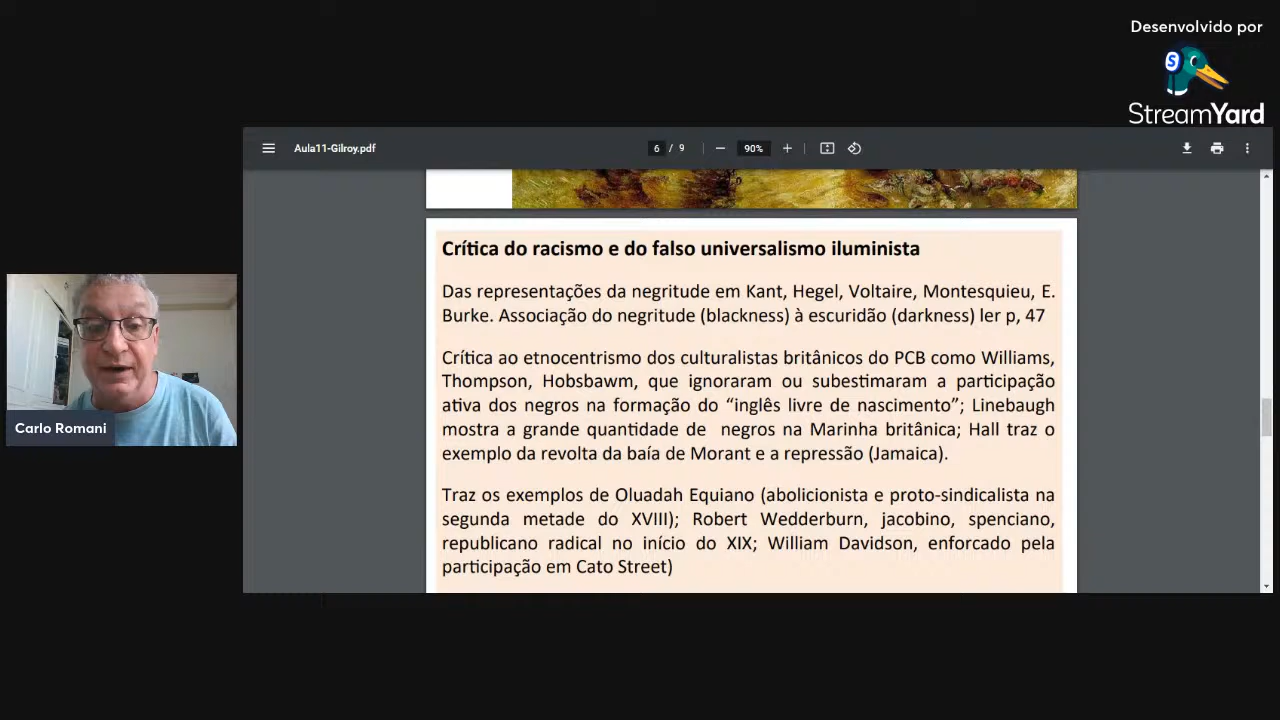 Desenvolvido por
StreamYard
Aula11-Gilroy.pdf
6 / 9
90%
Crítica do racismo e do falso universalismo iluminista
Das representações da negritude em Kant, Hegel, Voltaire, Montesquieu, E.
Burke. Associação do negritude (blackness) à escuridão (darkness) ler p, 47
Crítica ao etnocentrismo dos culturalistas britânicos do PCB como Williams,
Thompson, Hobsbawm, que ignoraram ou subestimaram a participação
ativa dos negros na formação do “inglês livre de nascimento”; Linebaugh
mostra a grande quantidade de negros na Marinha britânica; Hall traz o
exemplo da revolta da baía de Morant e a repressão (Jamaica).
Traz os exemplos de Oluadah Equiano (abolicionista e proto-sindicalista na
segunda metade do XVIII); Robert Wedderburn, jacobino, spenciano,
republicano radical no início do XIX; William Davidson, enforcado pela
participação em Cato Street)
Carlo Romani